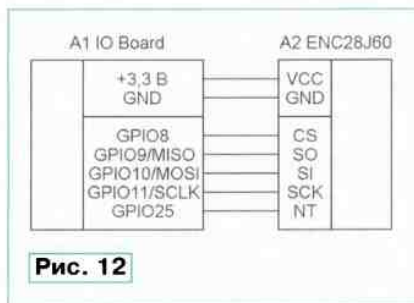 A1 IO Board
A2 ENC28J60
+3,3 В
VCC
GND
GND
GPIO8
CS
GPIO9/MISO
SO
GPIO10/MOSI
SI
GPIO11/SCLK
SCK
GPIO25
NT
Рис. 12